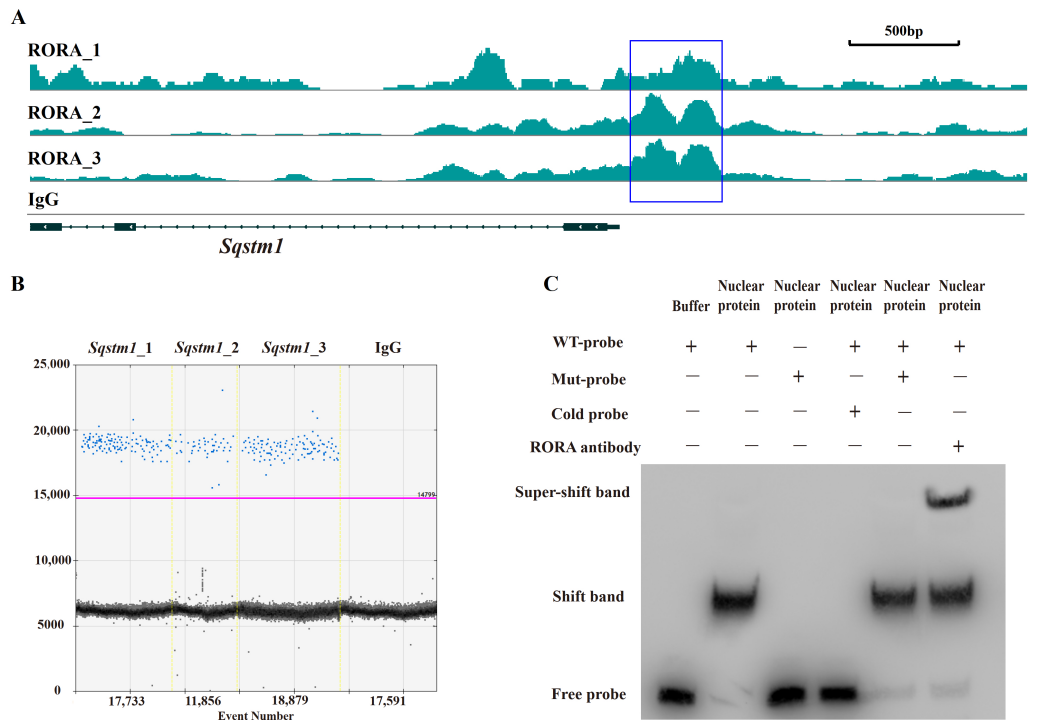 A
500bp
RORA_1
RORA_2
RORA_3
IgG
Sqstm1
B
Sqstm1_1 Sqstm1_2 Sqstm1_3 IgG
25,000
20,000
15,000
14799
10,000
5000
0
17,733 11,856 18,879 17,591
Event Number
C
Buffer Nuclear protein Nuclear protein Nuclear protein Nuclear protein Nuclear protein
WT-probe + + — + + +
Mut-probe — — + — + —
Cold probe — — — + — —
RORA antibody — — — — — +
Super-shift band
Shift band
Free probe